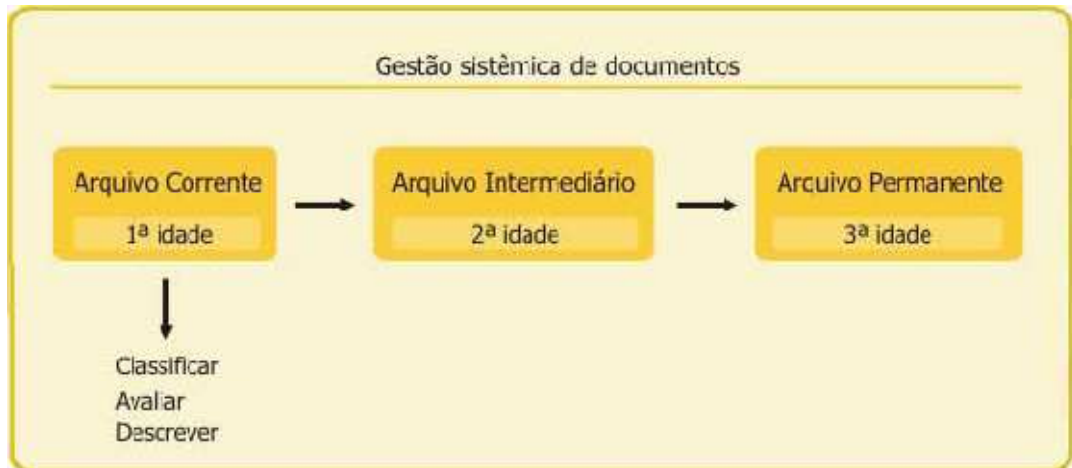 Gestão sistêmica de documentos
Arquivo Corrente
1ª idade
Arquivo Intermediário
2ª idade
Arquivo Permanente
3ª idade
Classificar
Avaliar
Descrever